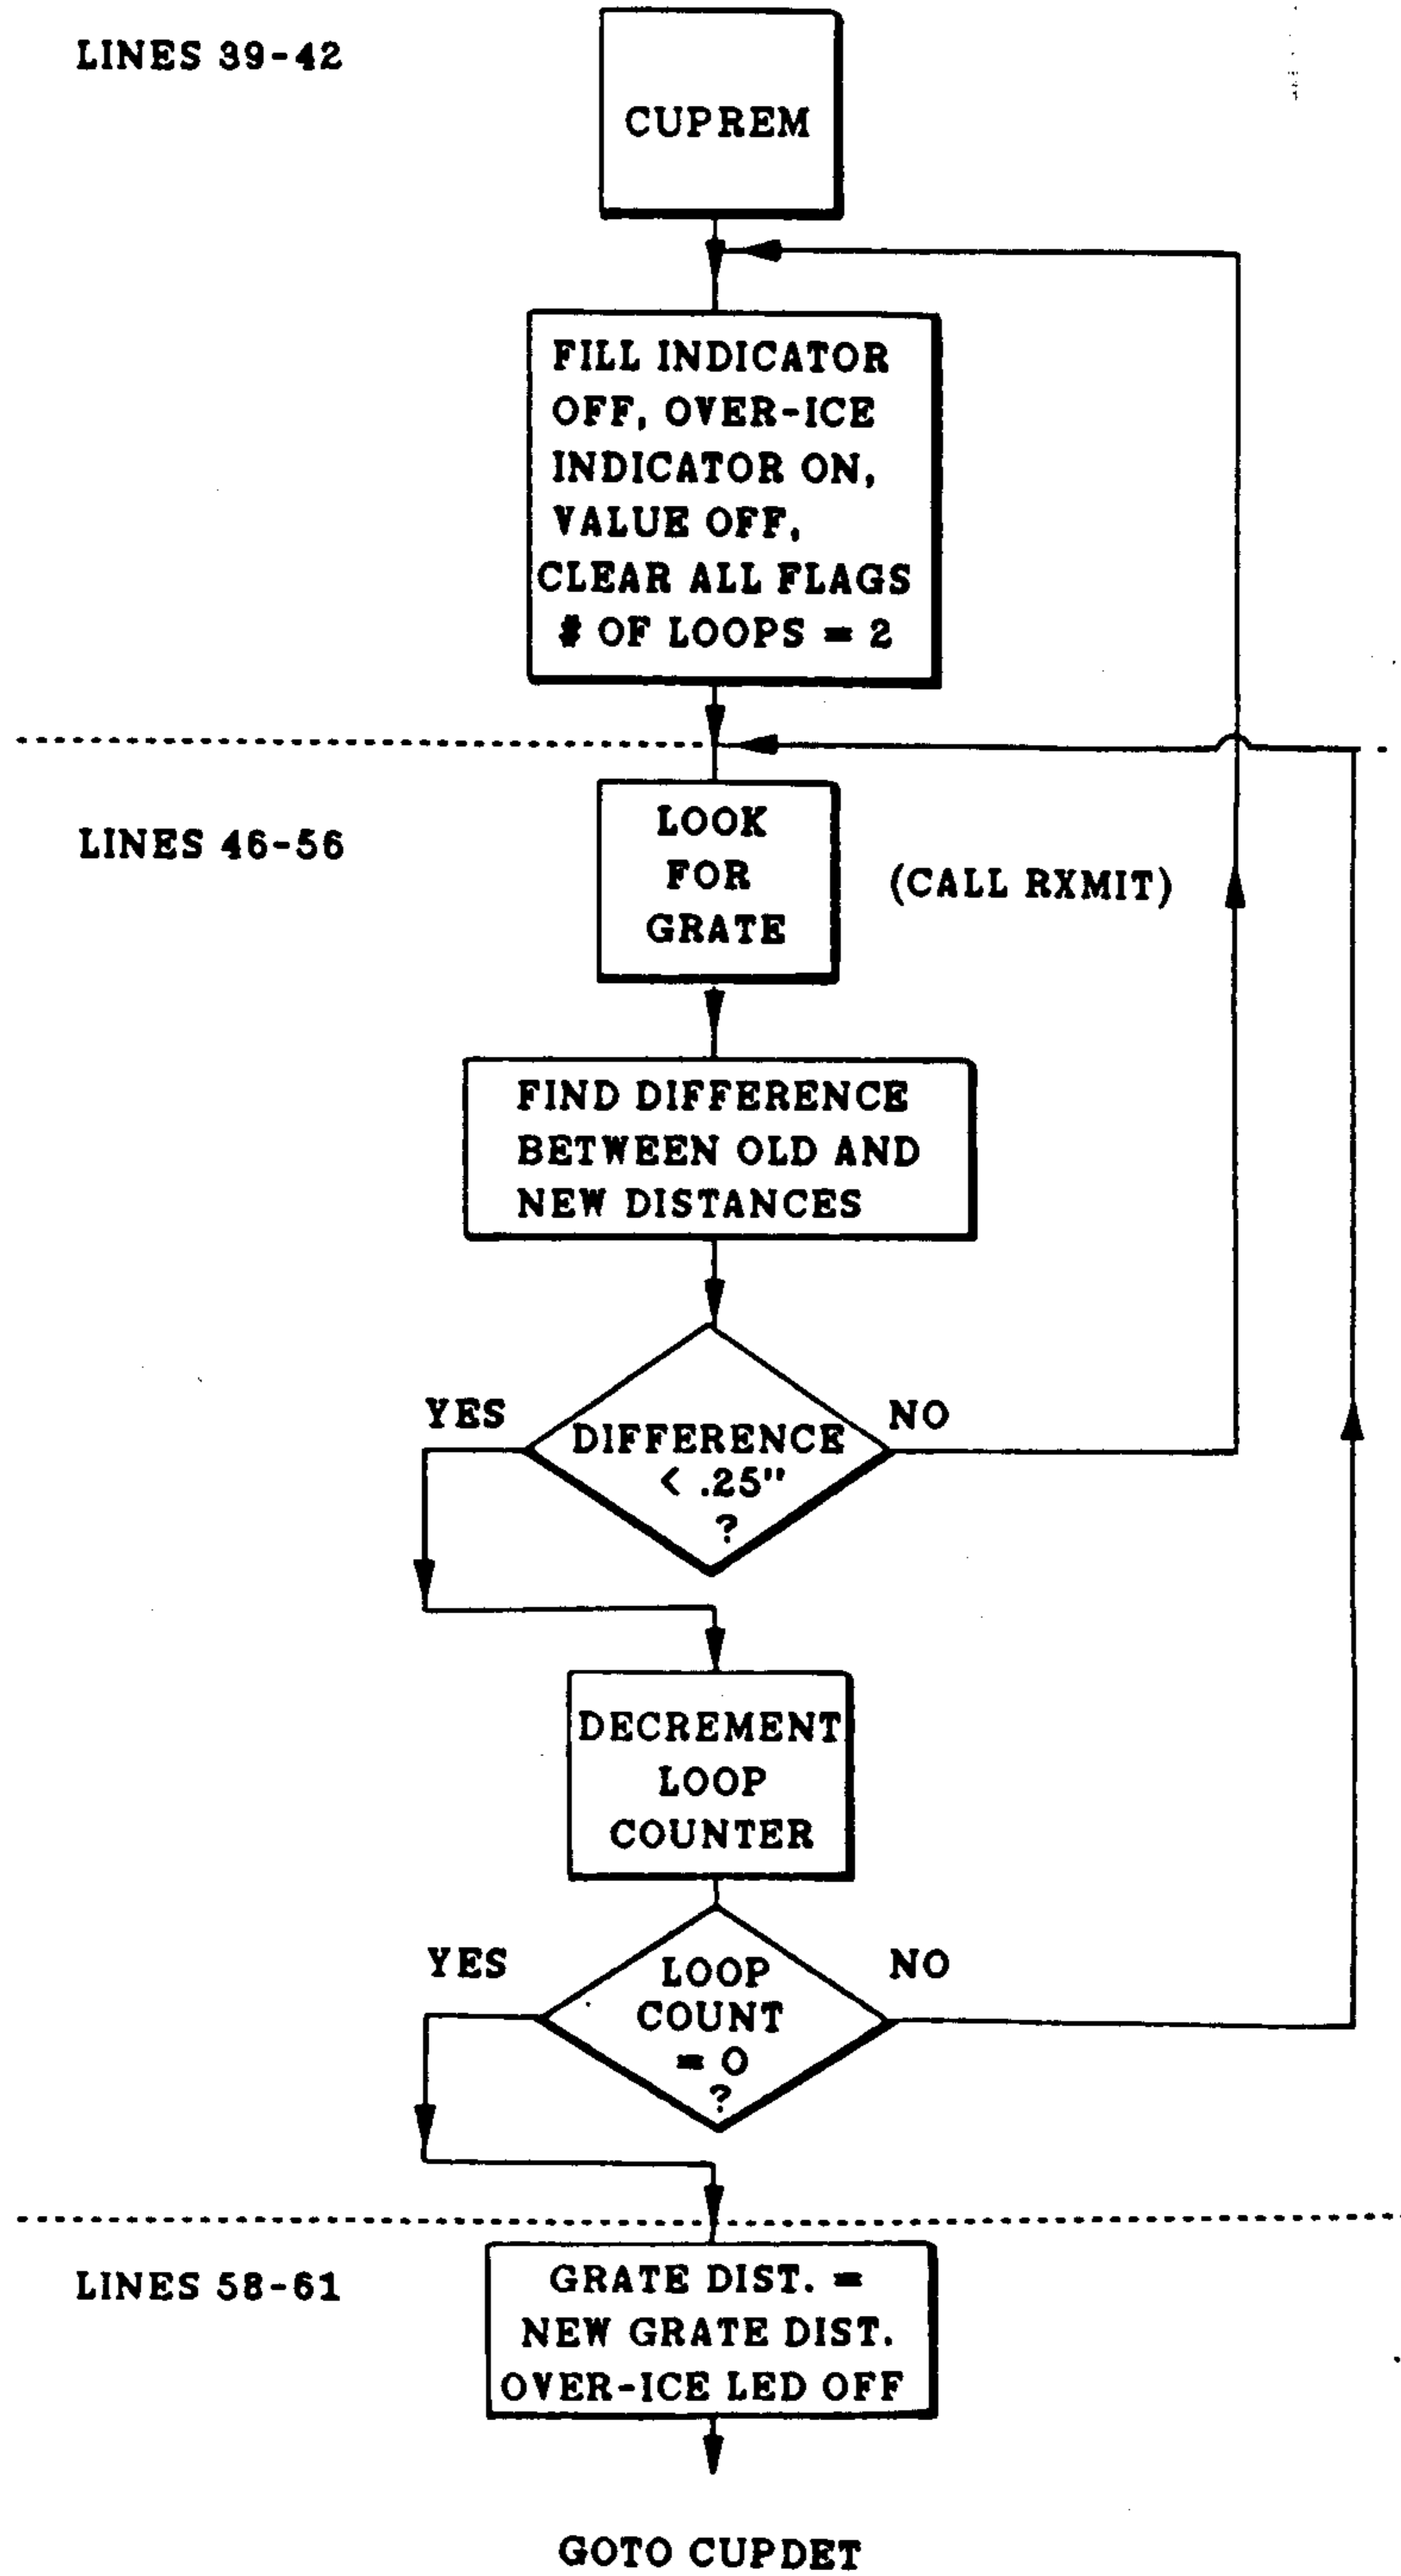 LINES 39-42
CUPREM
FILL INDICATOR
OFF, OVER-ICE
INDICATOR ON,
VALUE OFF,
CLEAR ALL FLAGS
# OF LOOPS = 2
LINES 46-56
LOOK
FOR
GRATE
(CALL RXMIT)
FIND DIFFERENCE
BETWEEN OLD AND
NEW DISTANCES
YES
NO
DIFFERENCE
< .25"
?
DECREMENT
LOOP
COUNTER
YES
NO
LOOP
COUNT
= 0
?
LINES 58-61
GRATE DIST. =
NEW GRATE DIST.
OVER-ICE LED OFF
GOTO CUPDET